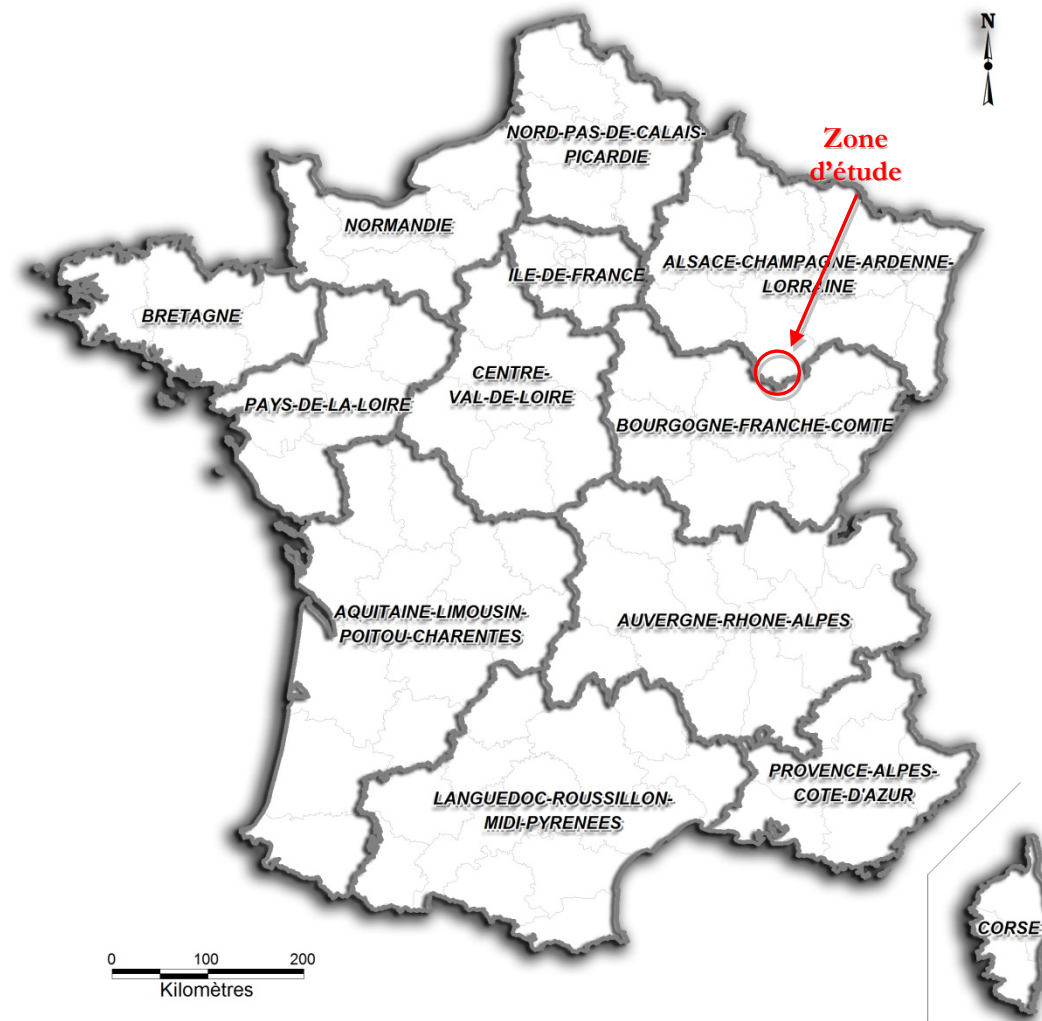 N
NORD-PAS-DE-CALAIS-
PICARDIE
Zone
d'étude
NORMANDIE
ILE-DE-FRANCE
ALSACE-CHAMPAGNE-ARDENNE-
LORRAINE
BRETAGNE
CENTRE-
VAL-DE-LOIRE
PAYS-DE-LA-LOIRE
BOURGOGNE-FRANCHE-COMTE
AQUITAINE-LIMOUSIN-
POITOU-CHARENTES
AUVERGNE-RHONE-ALPES
PROVENCE-ALPES-
COTE-D'AZUR
LANGUEDOC-ROUSSILLON-
MIDI-PYRENEES
CORSE
0 100 200
Kilomètres